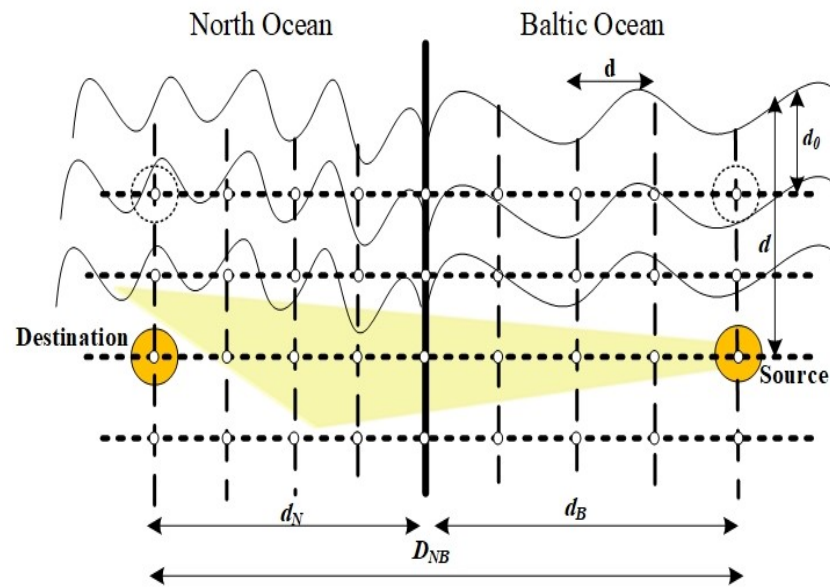 North Ocean
Baltic Ocean
d
d0
d
Destination
Source
dN
dB
DNB